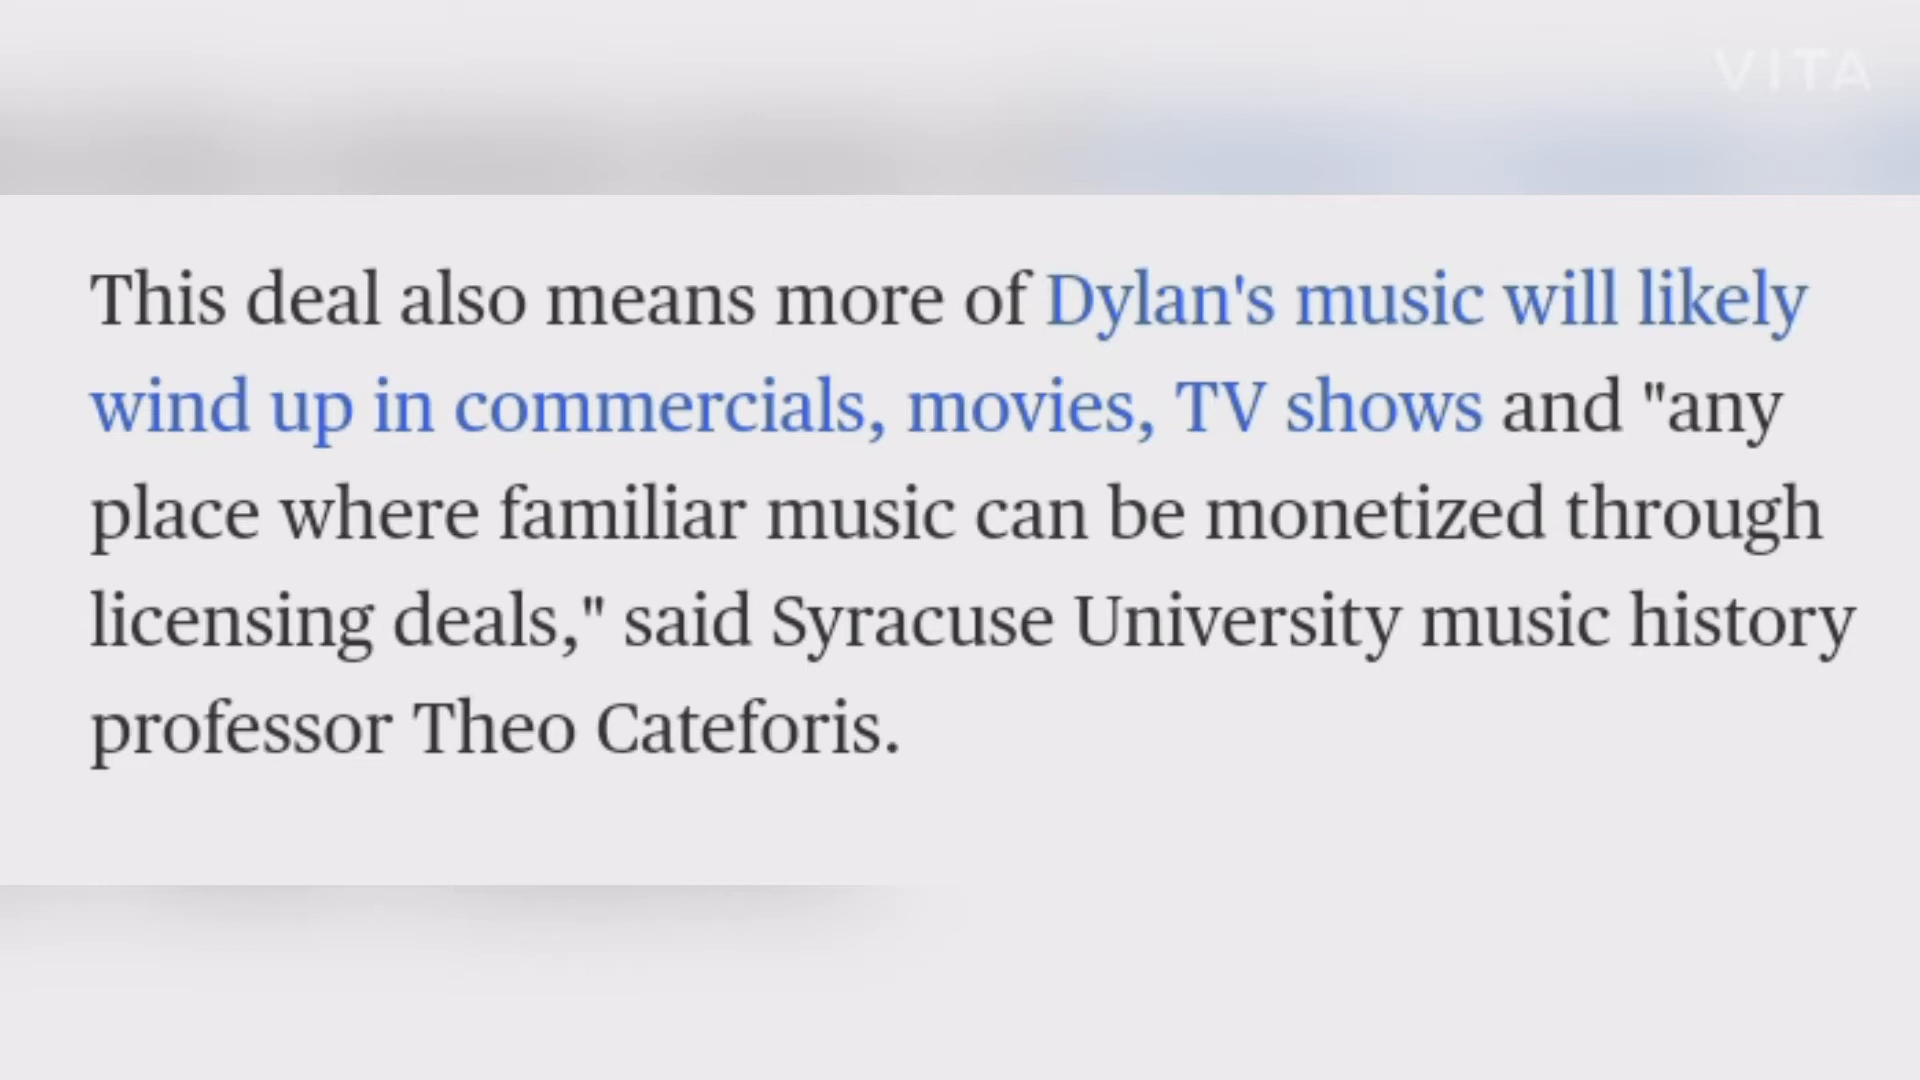 VITA
This deal also means more of Dylan's music will likely
wind up in commercials, movies, TV shows and "any
place where familiar music can be monetized through
licensing deals," said Syracuse University music history
professor Theo Cateforis.